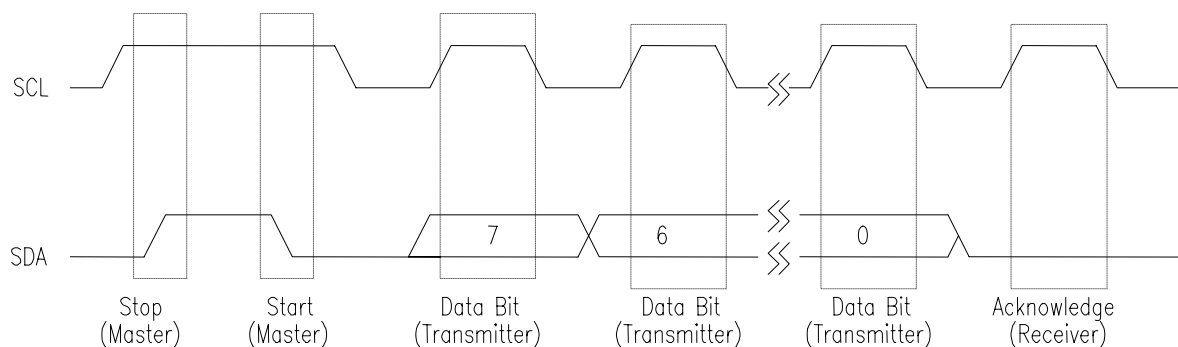 SCL
SDA
7
6
0
Stop
(Master)
Start
(Master)
Data Bit
(Transmitter)
Data Bit
(Transmitter)
Data Bit
(Transmitter)
Acknowledge
(Receiver)